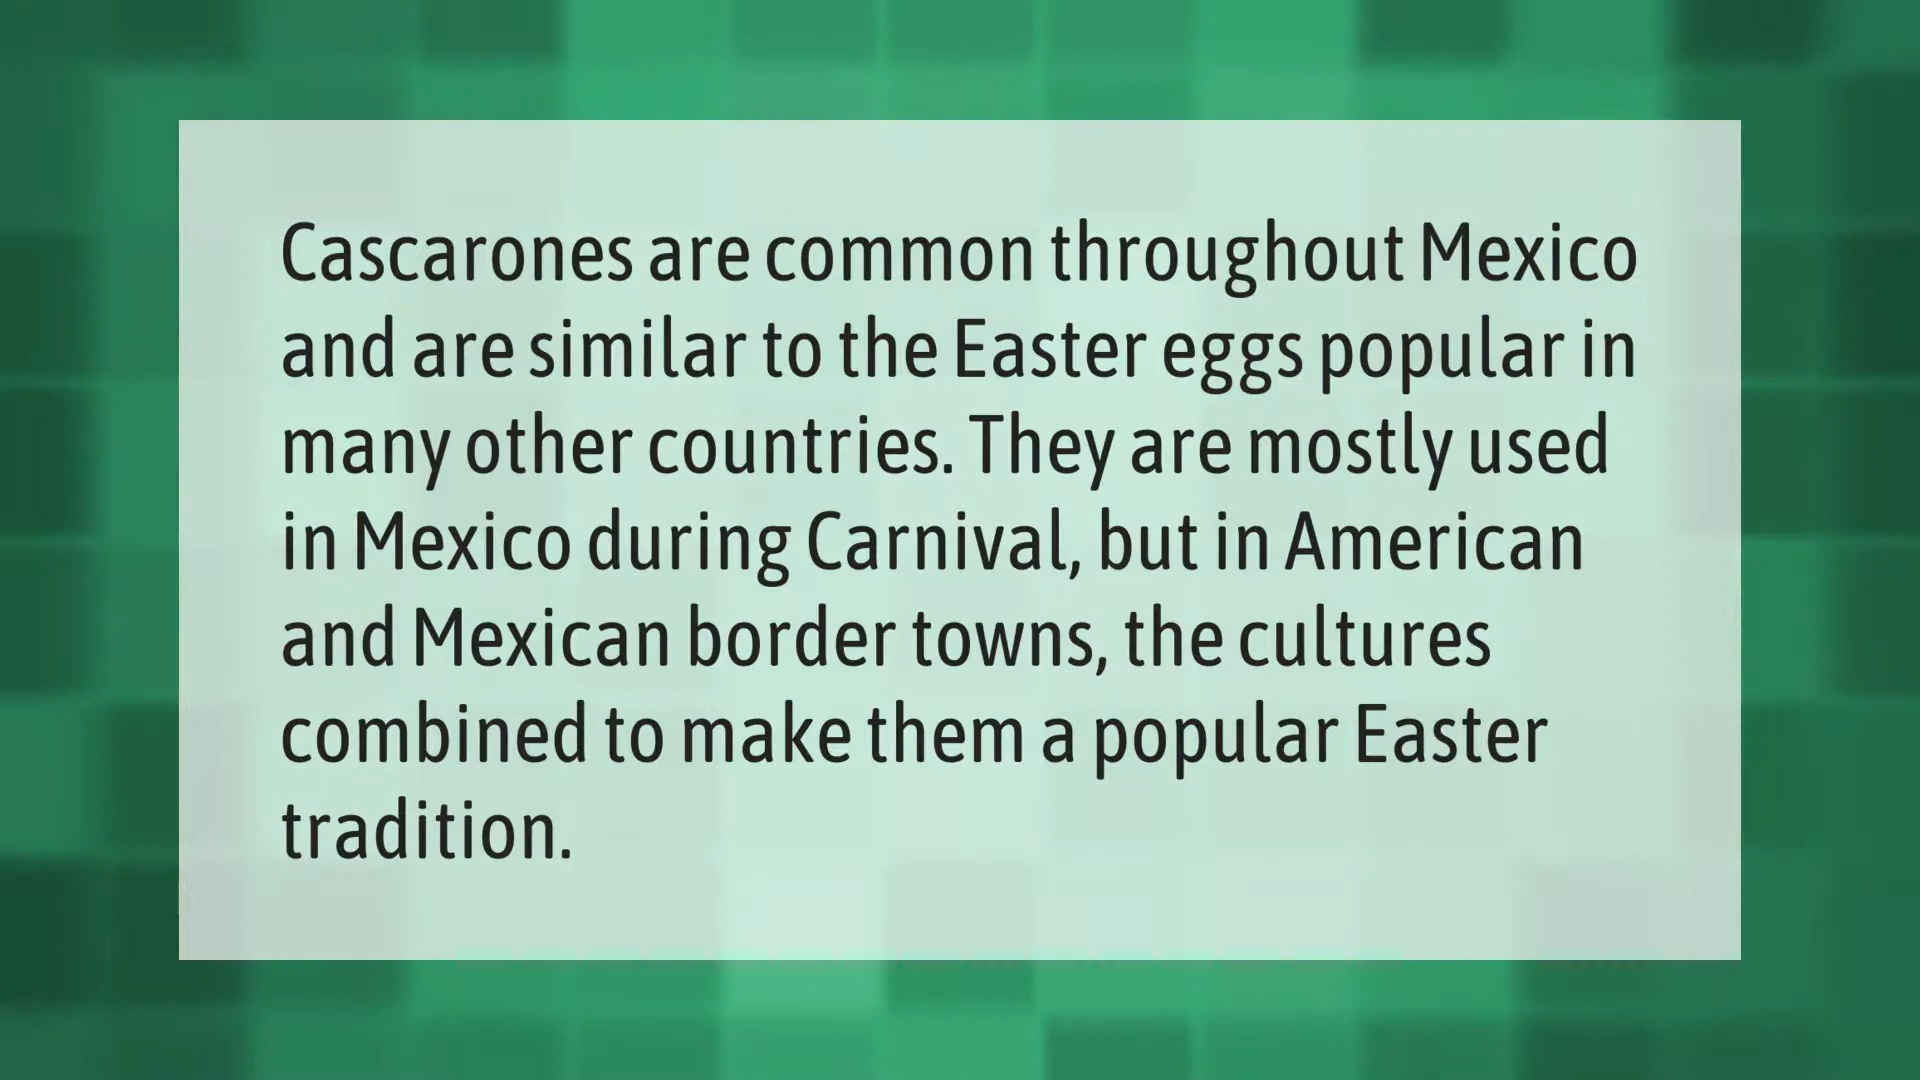 Cascarones are common throughout Mexico
and are similar to the Easter eggs popular in
many other countries. They are mostly used
in Mexico during Carnival, but in American
and Mexican border towns, the cultures
combined to make them a popular Easter
tradition.